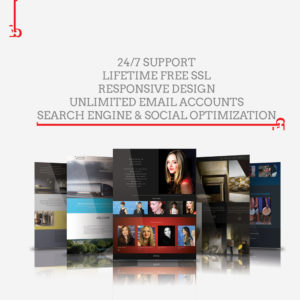 24/7 SUPPORT
LIFETIME FREE SSL
RESPONSIVE DESIGN
UNLIMITED EMAIL ACCOUNTS
SEARCH ENGINE & SOCIAL OPTIMIZATION